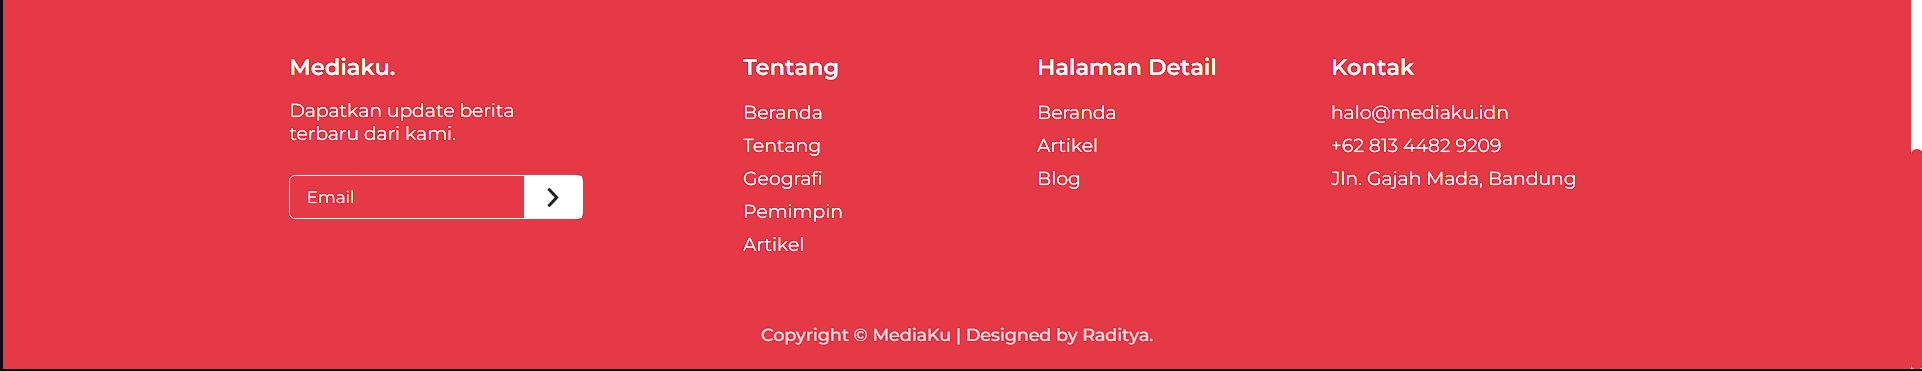 Mediaku.
Dapatkan update berita
terbaru dari kami.
Email
Tentang
Beranda
Tentang
Geografi
Pemimpin
Artikel
Halaman Detail
Beranda
Artikel
Blog
Kontak
halo@mediaku.idn
+62 813 4482 9209
Jln. Gajah Mada, Bandung
Copyright © MediaKu | Designed by Raditya.